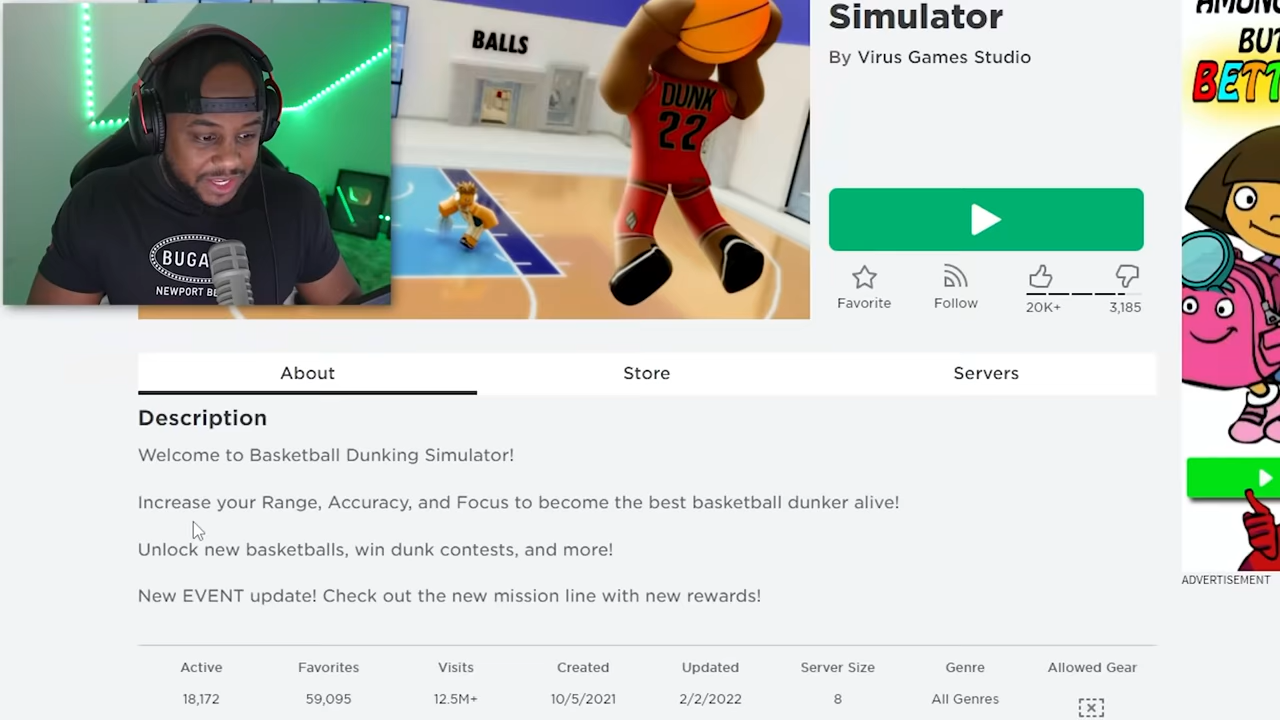 BALLS
DUNK
22
BUGA
NEWPORT BE
Simulator
By Virus Games Studio
Favorite
Follow
20K+
3,185
About
Store
Servers
Description
Welcome to Basketball Dunking Simulator!
Increase your Range, Accuracy, and Focus to become the best basketball dunker alive!
Unlock new basketballs, win dunk contests, and more!
New EVENT update! Check out the new mission line with new rewards!
Active
Favorites
Visits
Created
Updated
Server Size
Genre
Allowed Gear
18,172
59,095
12.5M+
10/5/2021
2/2/2022
8
All Genres
AMONG
BUT
BETT
ADVERTISEMENT